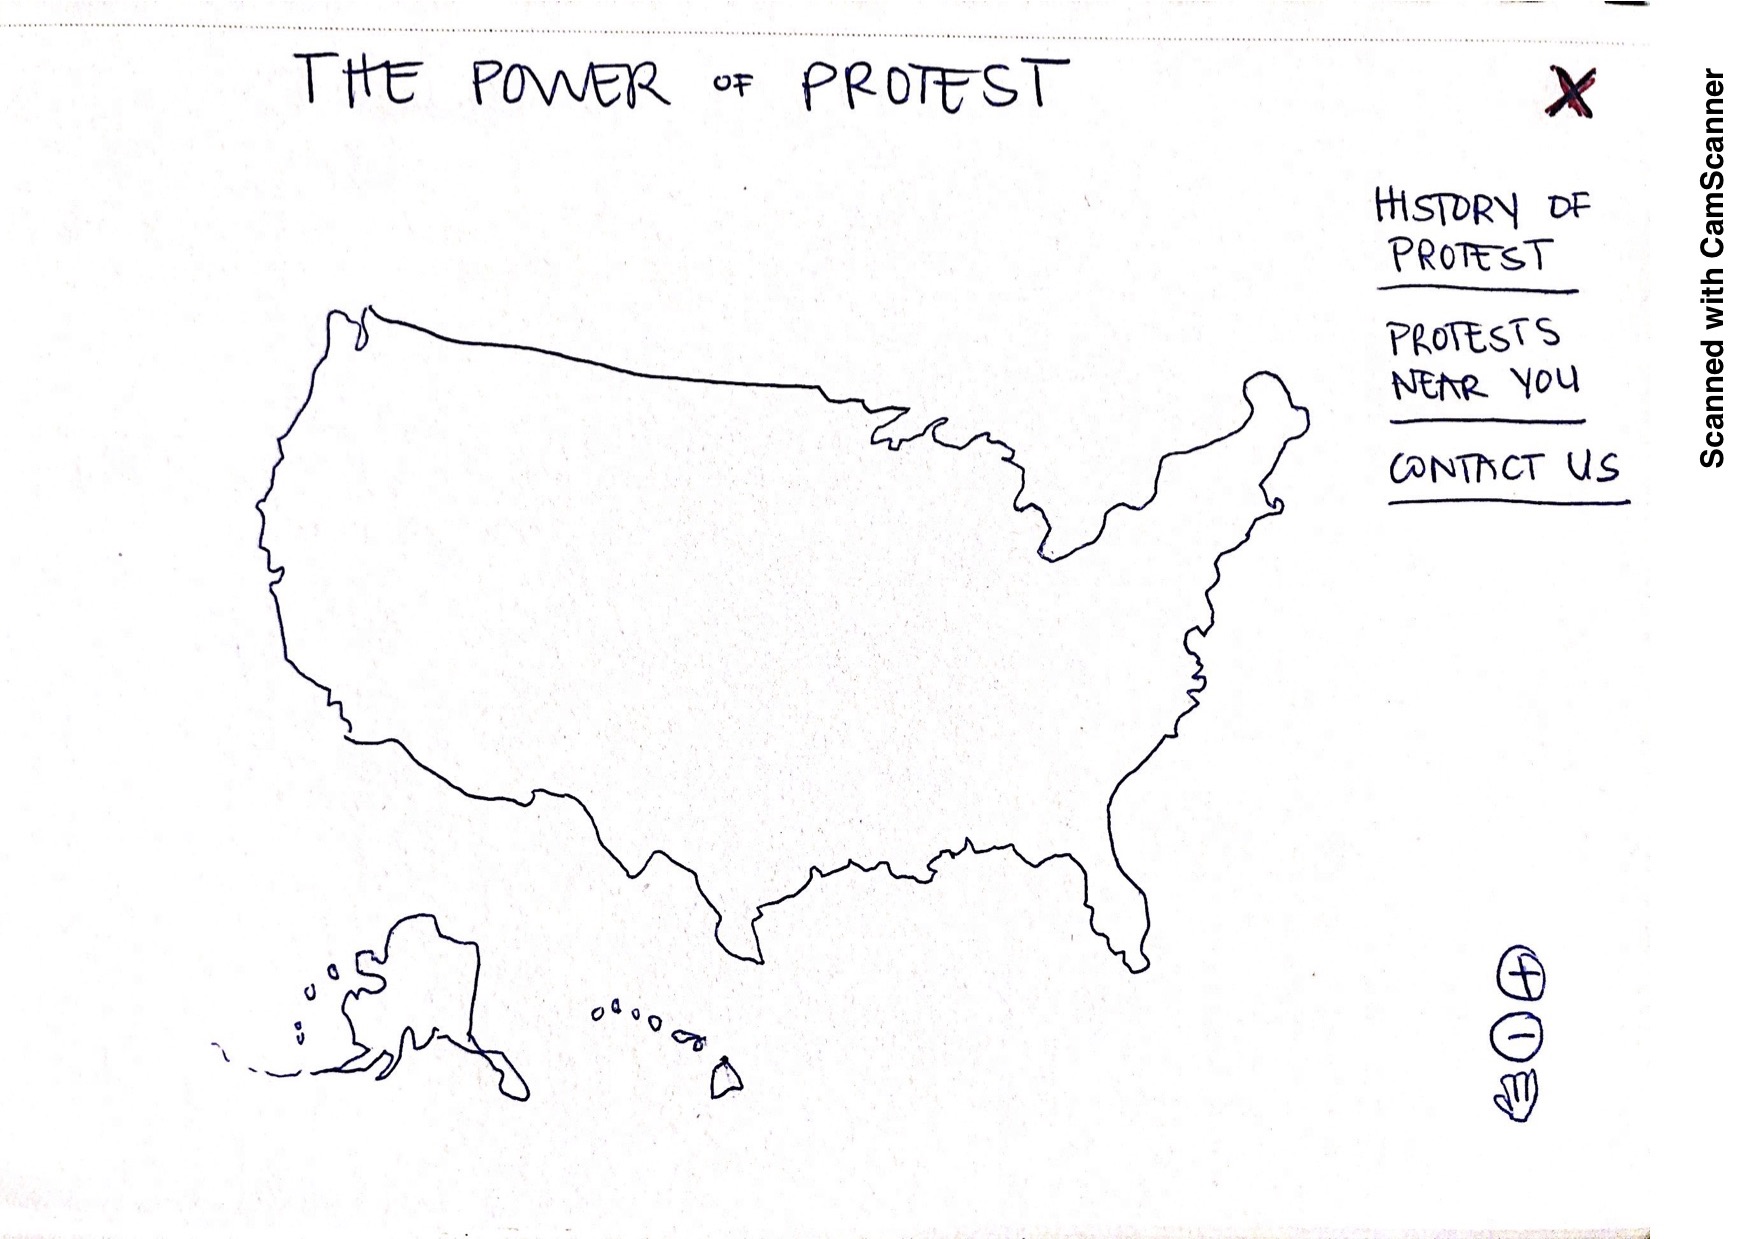 THE POWER OF PROTEST
X
HISTORY OF
PROTEST
PROTESTS
NEAR YOU
CONTACT US
Scanned with CamScanner